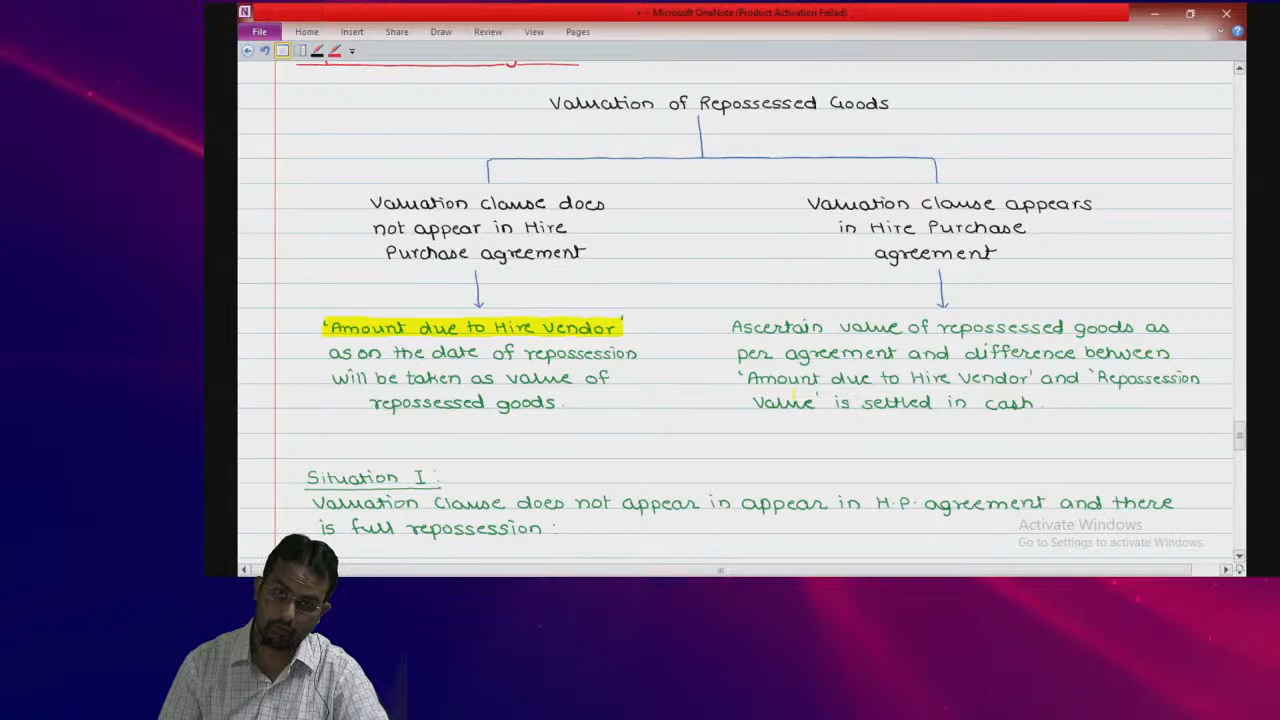 Microsoft OneNote (Product Activation Failed)
File Home Insert Share Draw Review View Pages
Valuation of Repossessed Goods
Valuation Clause does
not appear in Hire
Purchase agreement
'Amount due to Hire Vendor'
as on the date of repossession
will be taken as value of
repossessed goods.
Valuation Clause appears
in Hire Purchase
agreement
Ascertain value of repossessed goods as
per agreement and difference between
'Amount due to Hire Vendor' and 'Repossession
Value' is settled in cash.
Situation I:
Valuation Clause does not appear in appear in H.P. agreement and there
is full repossession:
Activate Windows
Go to Settings to activate Windows.